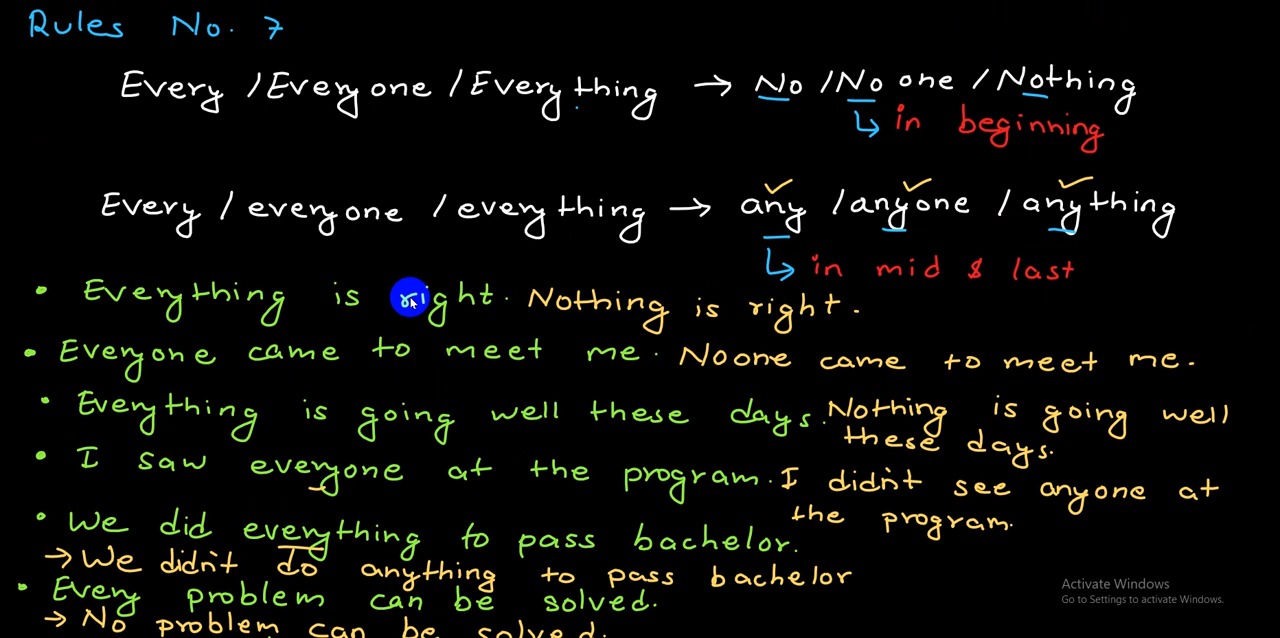 Rules No. 7
Every / Everyone / Everything → No / No one / Nothing
↳ in beginning
Every / everyone / everything → any / anyone / anything
↳ in mid & last
• Everything is right. Nothing is right.
• Everyone came to meet me. No one came to meet me.
• Everything is going well these days. Nothing is going well
these days.
• I saw everyone at the program. I didn't see anyone at
the program.
• We did everything to pass bachelor.
→ We didn't do anything to pass bachelor
• Every problem can be solved.
→ No problem can be solved.
Activate Windows
Go to Settings to activate Windows.